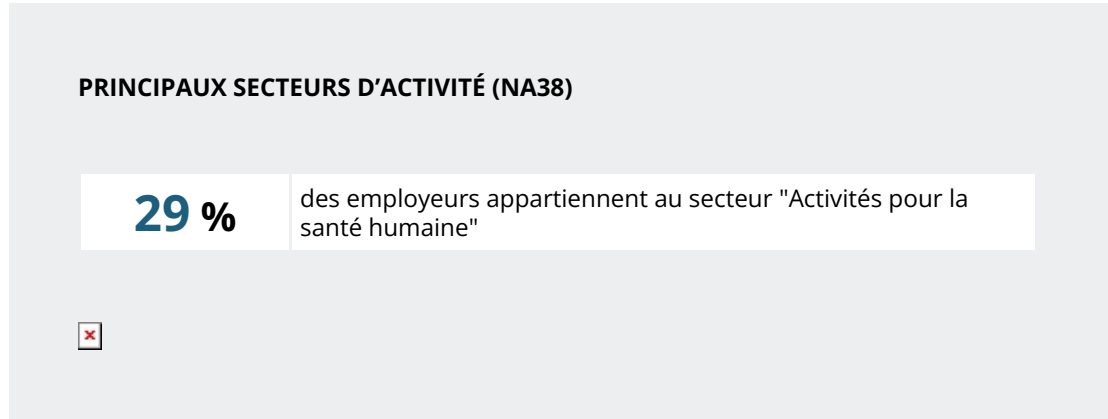 PRINCIPAUX SECTEURS D’ACTIVITÉ (NA38)
29 %
des employeurs appartiennent au secteur "Activités pour la
santé humaine"